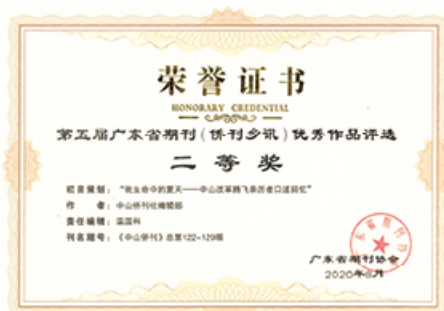 荣誉证书
HONORARY CREDENTIAL
第五届广东省期刊(侨刊乡讯)优秀作品评选
二等奖
栏目策划：“我生命中的夏天——中山改革腾飞亲历者口述回忆”
作 者：中山侨刊社编辑部
责任编辑：温国科
刊名期号：《中山侨刊》总第122-129期
广东省期刊协会
2020年8月